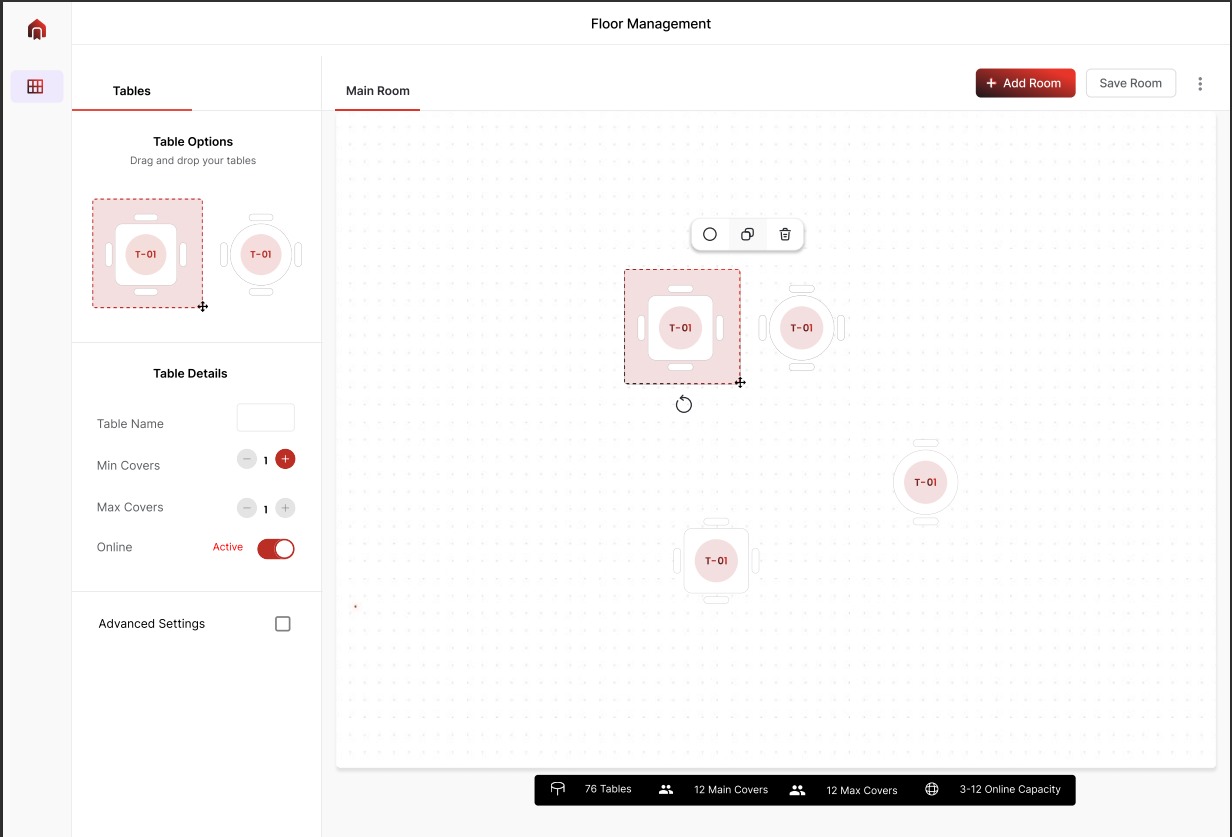 Floor Management
Tables
Main Room
+ Add Room
Save Room
Table Options
Drag and drop your tables
T-01
T-01
T-01
T-01
T-01
T-01
Table Details
Table Name
Min Covers
1
Max Covers
1
Online
Active
Advanced Settings
76 Tables
12 Main Covers
12 Max Covers
3-12 Online Capacity